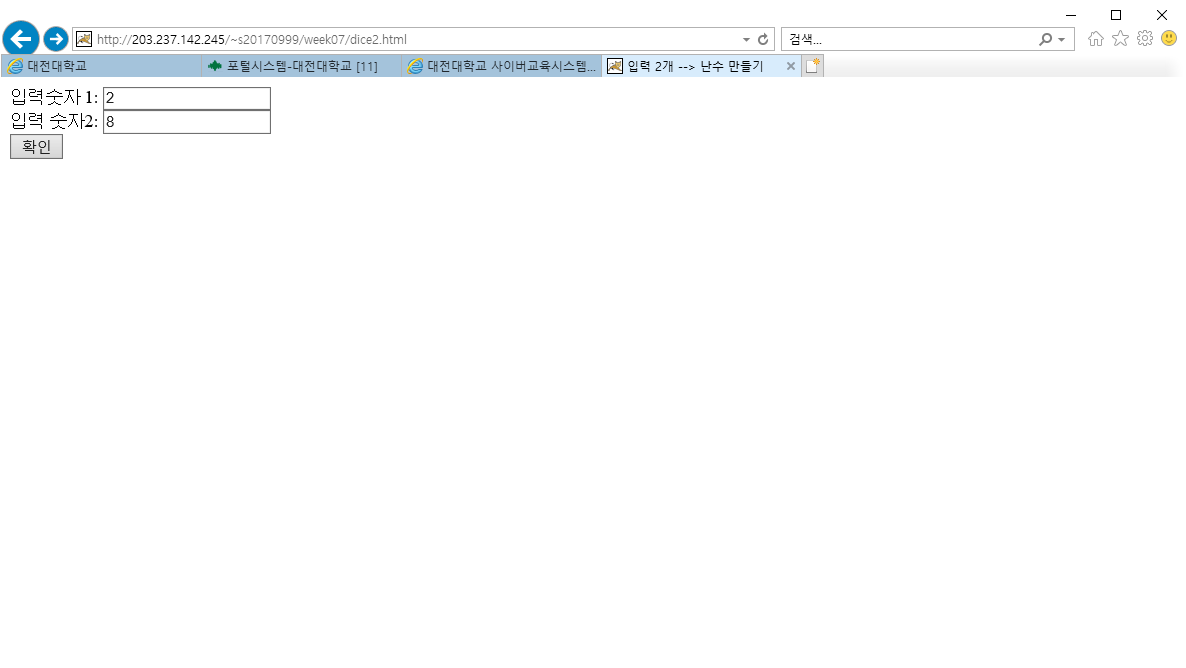 http://203.237.142.245/~s20170999/week07/dice2.html
검색...
대전대학교
포털시스템-대전대학교 [11]
대전대학교 사이버교육시스템...
입력 2개 --> 난수 만들기
입력숫자 1: 2
입력 숫자2: 8
확인